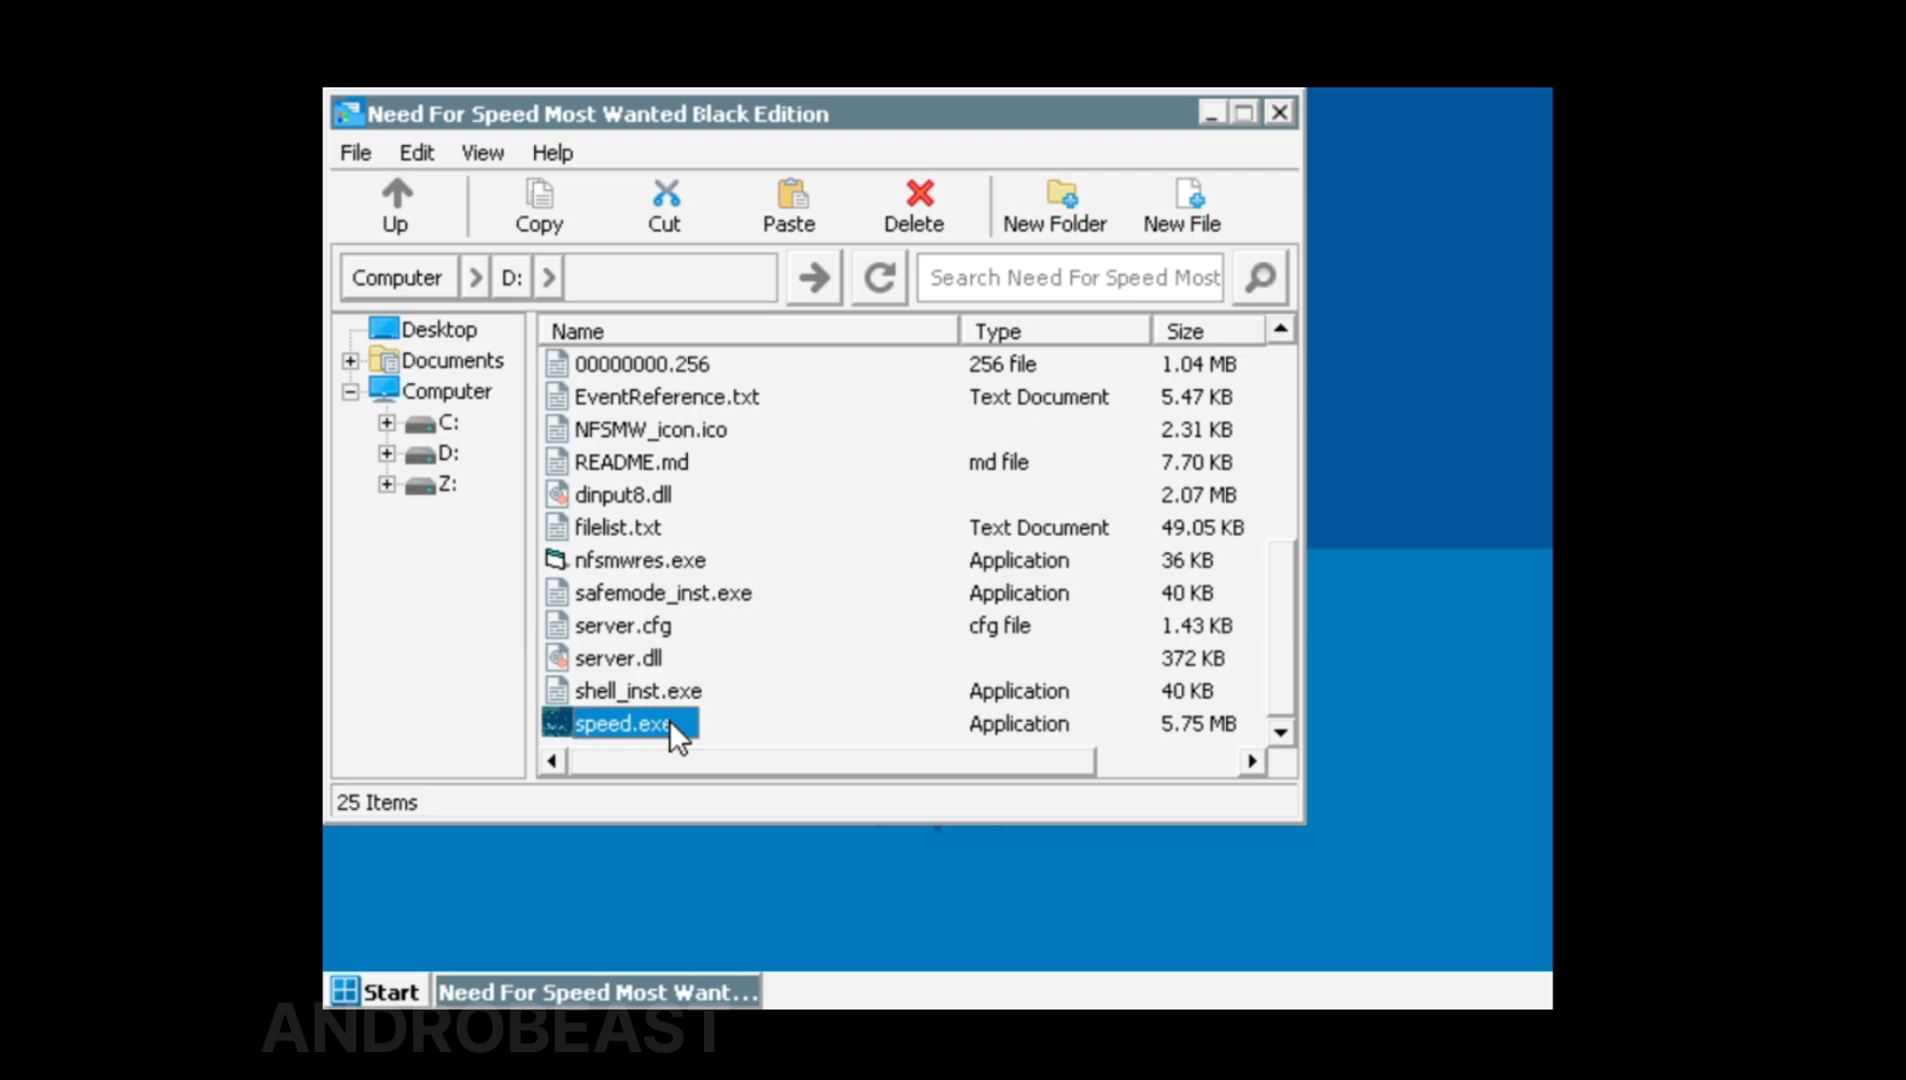 Need For Speed Most Wanted Black Edition
File Edit View Help
Up Copy Cut Paste Delete New Folder New File
Computer D: Search Need For Speed Most
Desktop
Documents
Computer
C:
D:
Z:
Name Type Size
00000000.256 256 file 1.04 MB
EventReference.txt Text Document 5.47 KB
NFSMW_icon.ico 2.31 KB
README.md md file 7.70 KB
dinput8.dll 2.07 MB
filelist.txt Text Document 49.05 KB
nfsmwres.exe Application 36 KB
safemode_inst.exe Application 40 KB
server.cfg cfg file 1.43 KB
server.dll 372 KB
shell_inst.exe Application 40 KB
speed.exe Application 5.75 MB
25 Items
Start Need For Speed Most Want...
ANDROBEAST